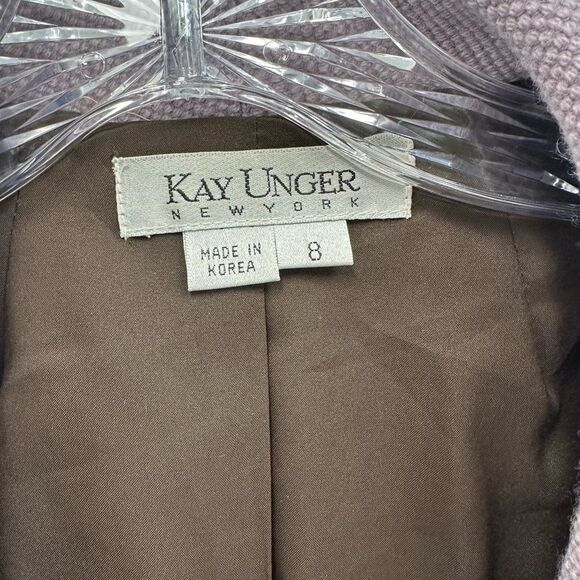 KAY UNGER
NEW YORK
MADE IN
KOREA
8